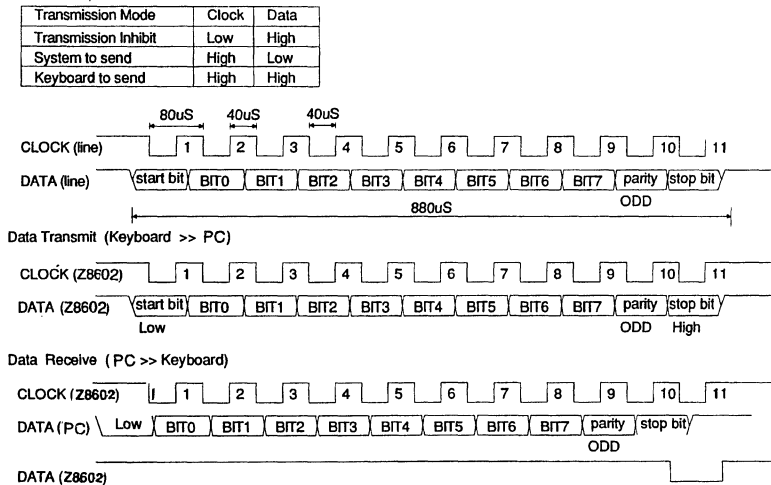 Transmission Mode Clock Data
Transmission Inhibit Low High
System to send High Low
Keyboard to send High High
80uS 40uS 40uS
CLOCK (line) 1 2 3 4 5 6 7 8 9 10 11
DATA (line) start bit BIT0 BIT1 BIT2 BIT3 BIT4 BIT5 BIT6 BIT7 parity stop bit
ODD
880uS
Data Transmit (Keyboard >> PC)
CLOCK (Z8602) 1 2 3 4 5 6 7 8 9 10 11
DATA (Z8602) start bit BIT0 BIT1 BIT2 BIT3 BIT4 BIT5 BIT6 BIT7 parity stop bit
Low ODD High
Data Receive (PC >> Keyboard)
CLOCK (Z8602) 1 2 3 4 5 6 7 8 9 10 11
DATA (PC) Low BIT0 BIT1 BIT2 BIT3 BIT4 BIT5 BIT6 BIT7 parity stop bit
ODD
DATA (Z8602)